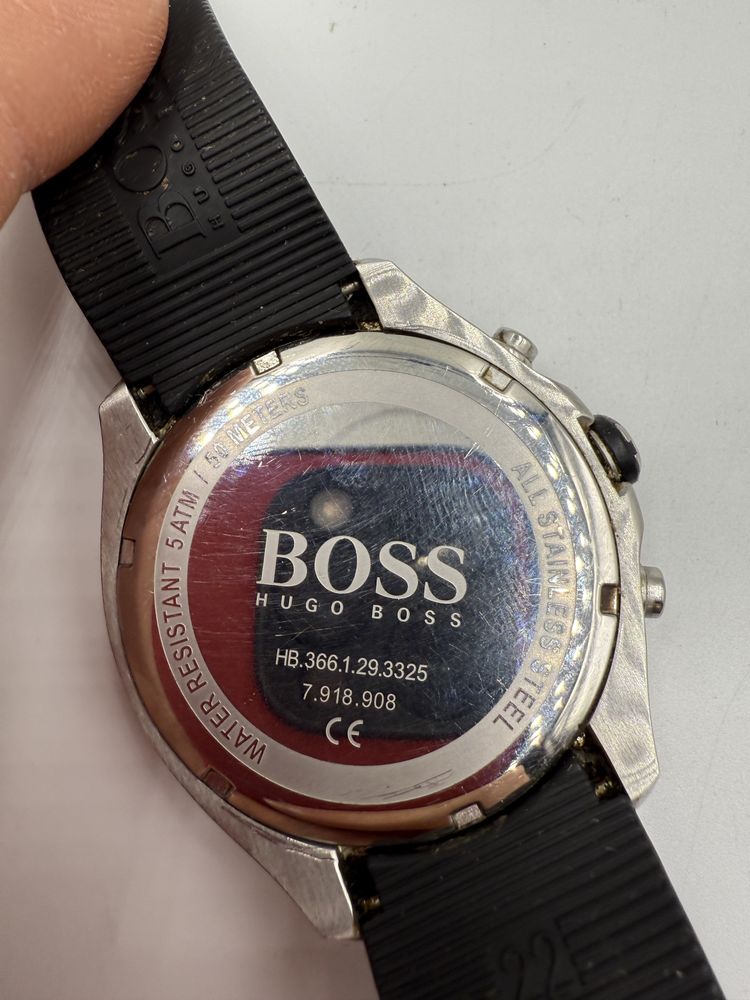 BOSS
HUGO
WATER RESISTANT 5 ATM / 50 METERS
ALL STAINLESS STEEL
BOSS
HUGO BOSS
HB.366.1.29.3325
7.918.908
CE
22